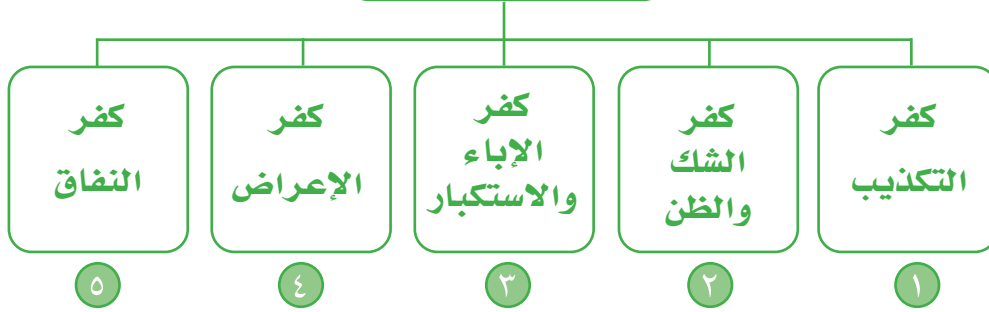 كفر
التكذيب
١
كفر
الشك
والظن
٢
كفر
الإباء
والاستكبار
٣
كفر
الإعراض
٤
كفر
النفاق
٥